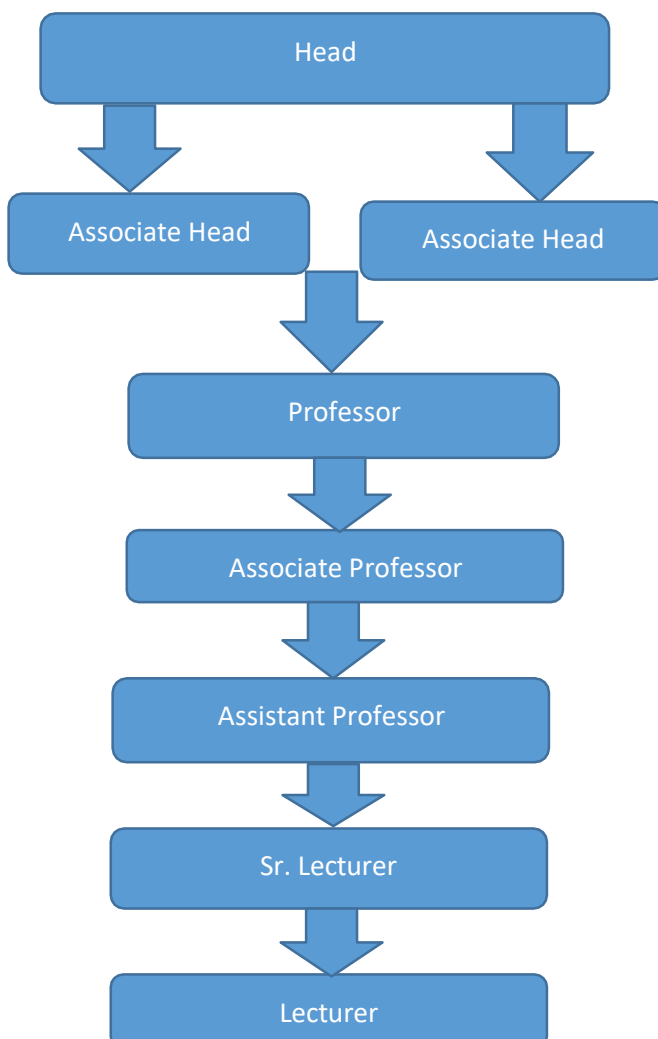 Head
Associate Head
Associate Head
Professor
Associate Professor
Assistant Professor
Sr. Lecturer
Lecturer